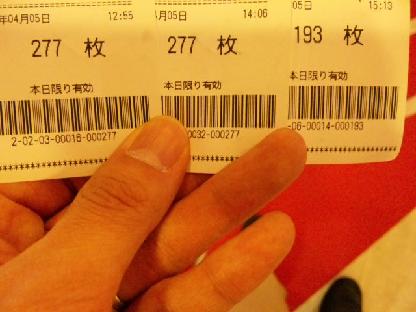 年04月05日 12:55
277 枚
本日限り有効
2-02-03-00016-000277
月05日 14:06
277 枚
本日限り有効
0032-000277
05日 15:13
193 枚
本日限り有効
-06-00014-000193